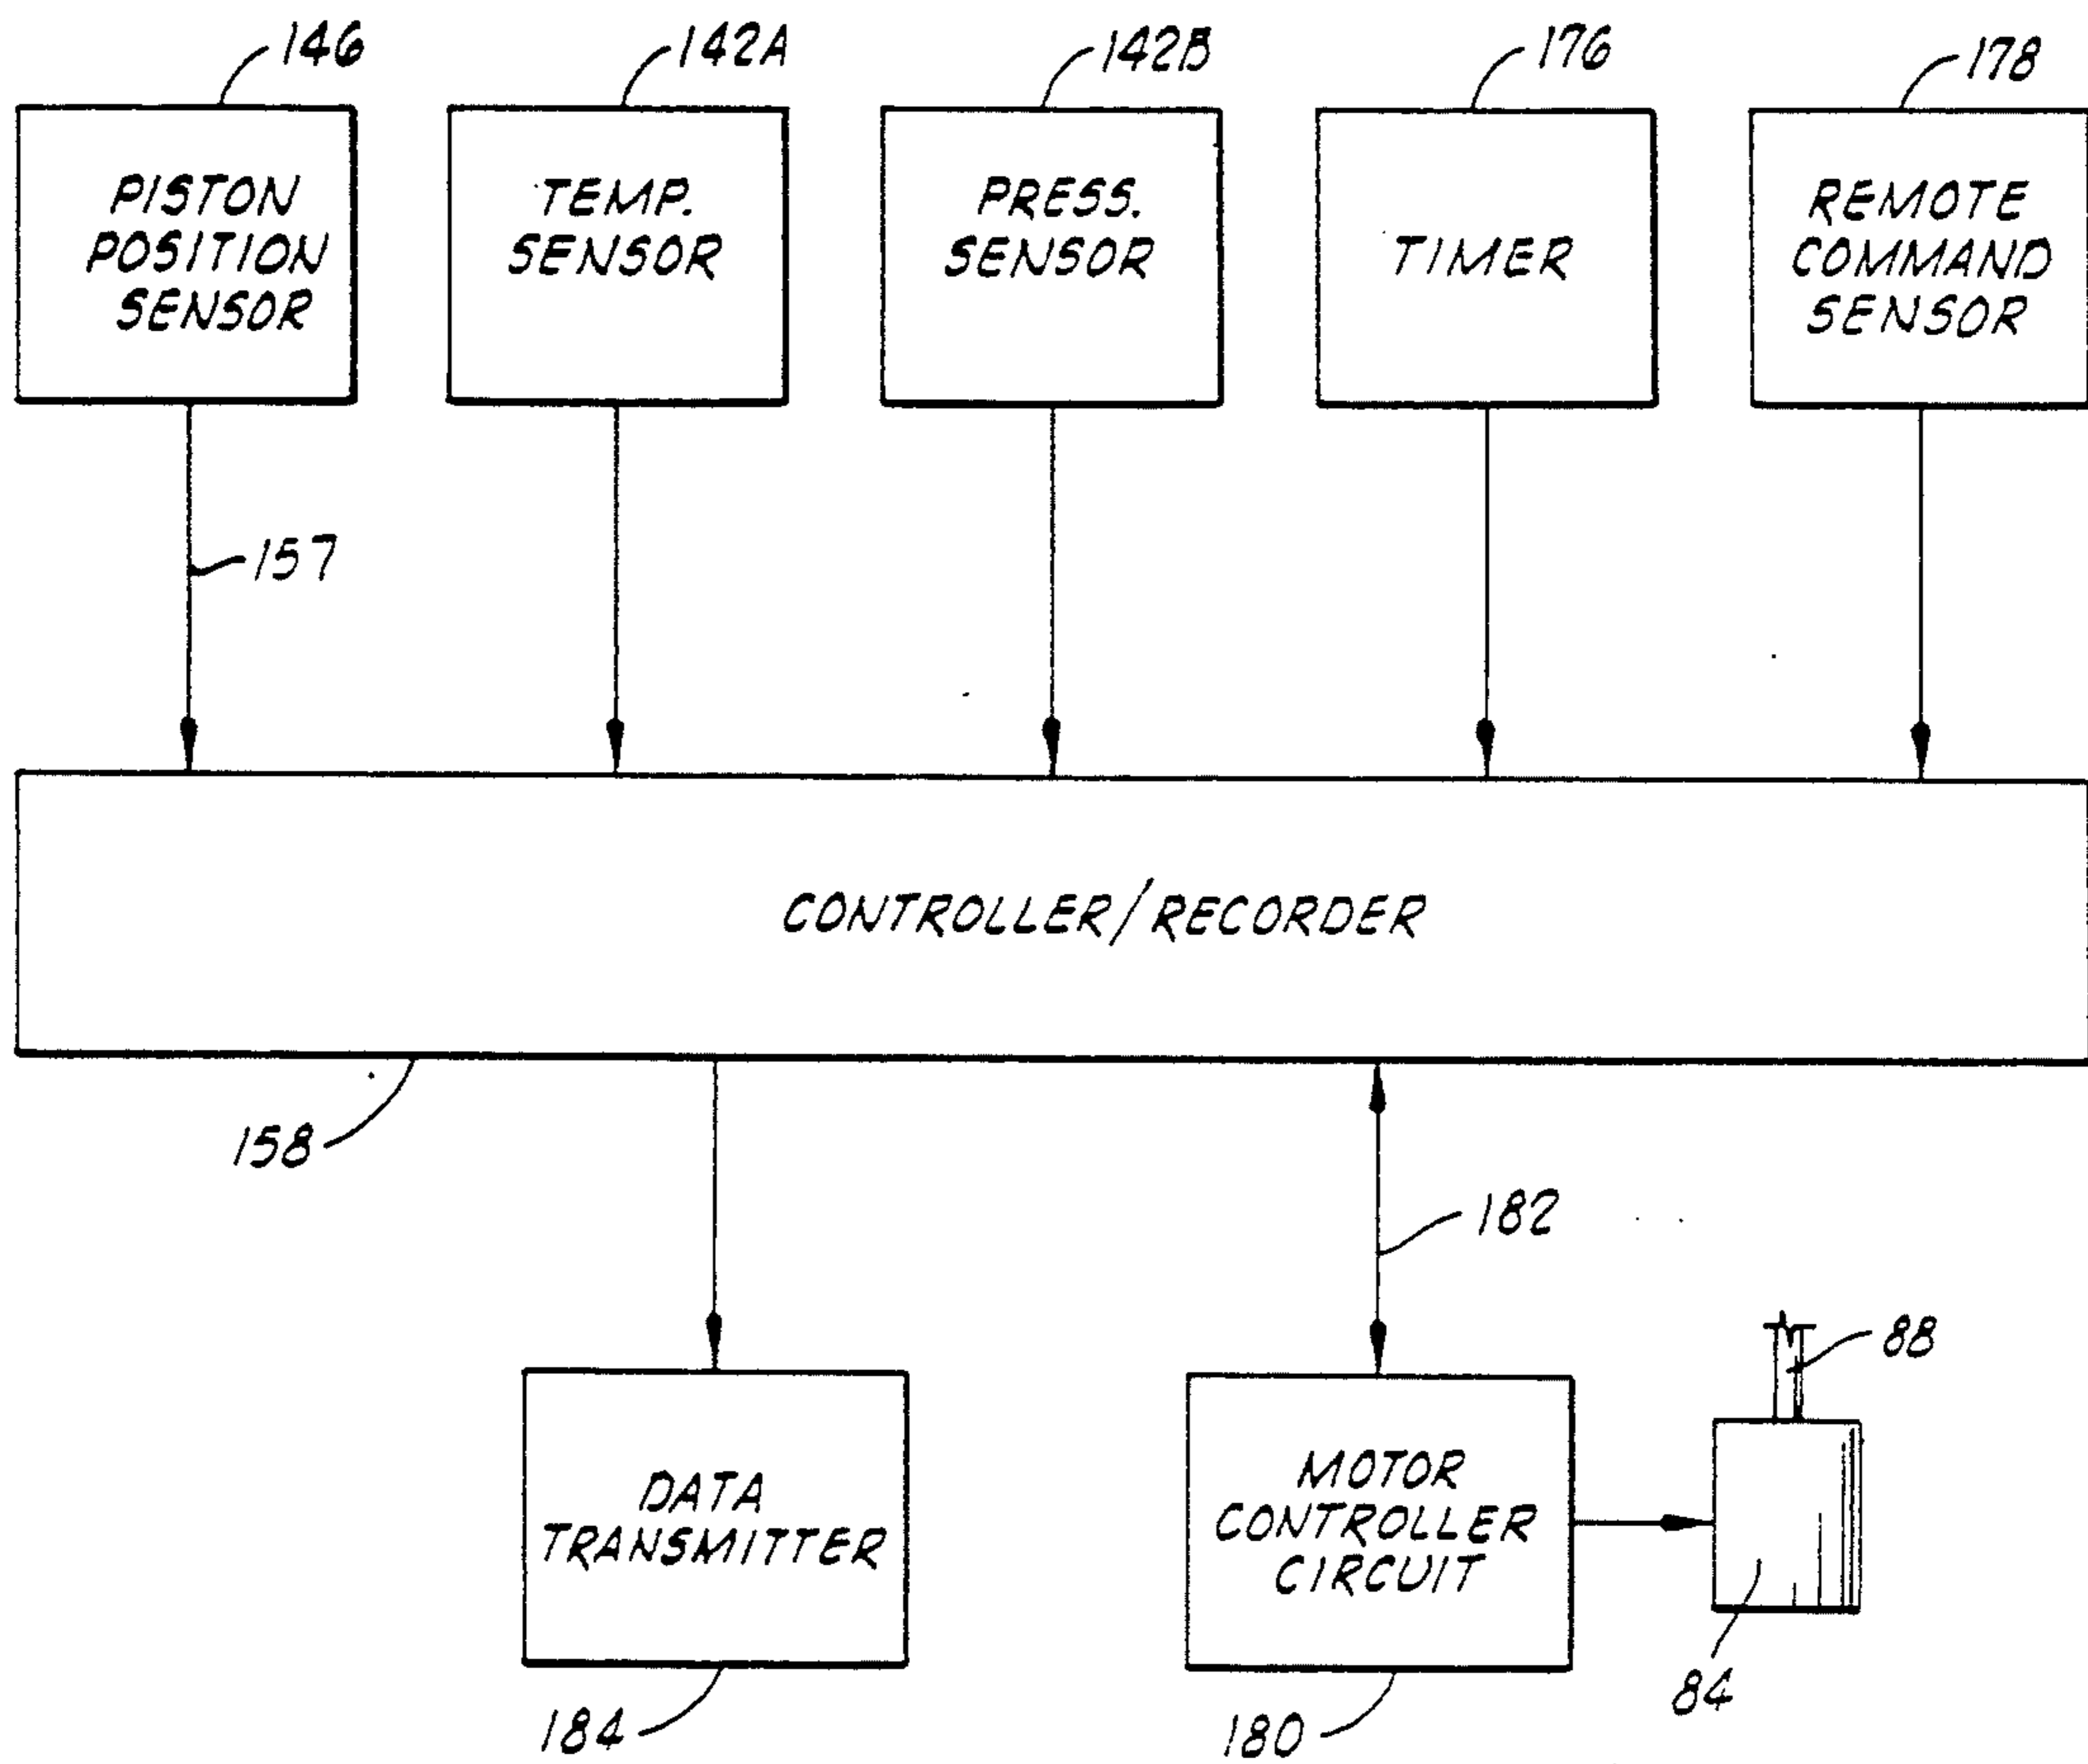 146
142A
142B
176
178
PISTON
POSITION
SENSOR
TEMP.
SENSOR
PRESS.
SENSOR
TIMER
REMOTE
COMMAND
SENSOR
157
CONTROLLER/RECORDER
158
182
88
DATA
TRANSMITTER
MOTOR
CONTROLLER
CIRCUIT
84
184
180